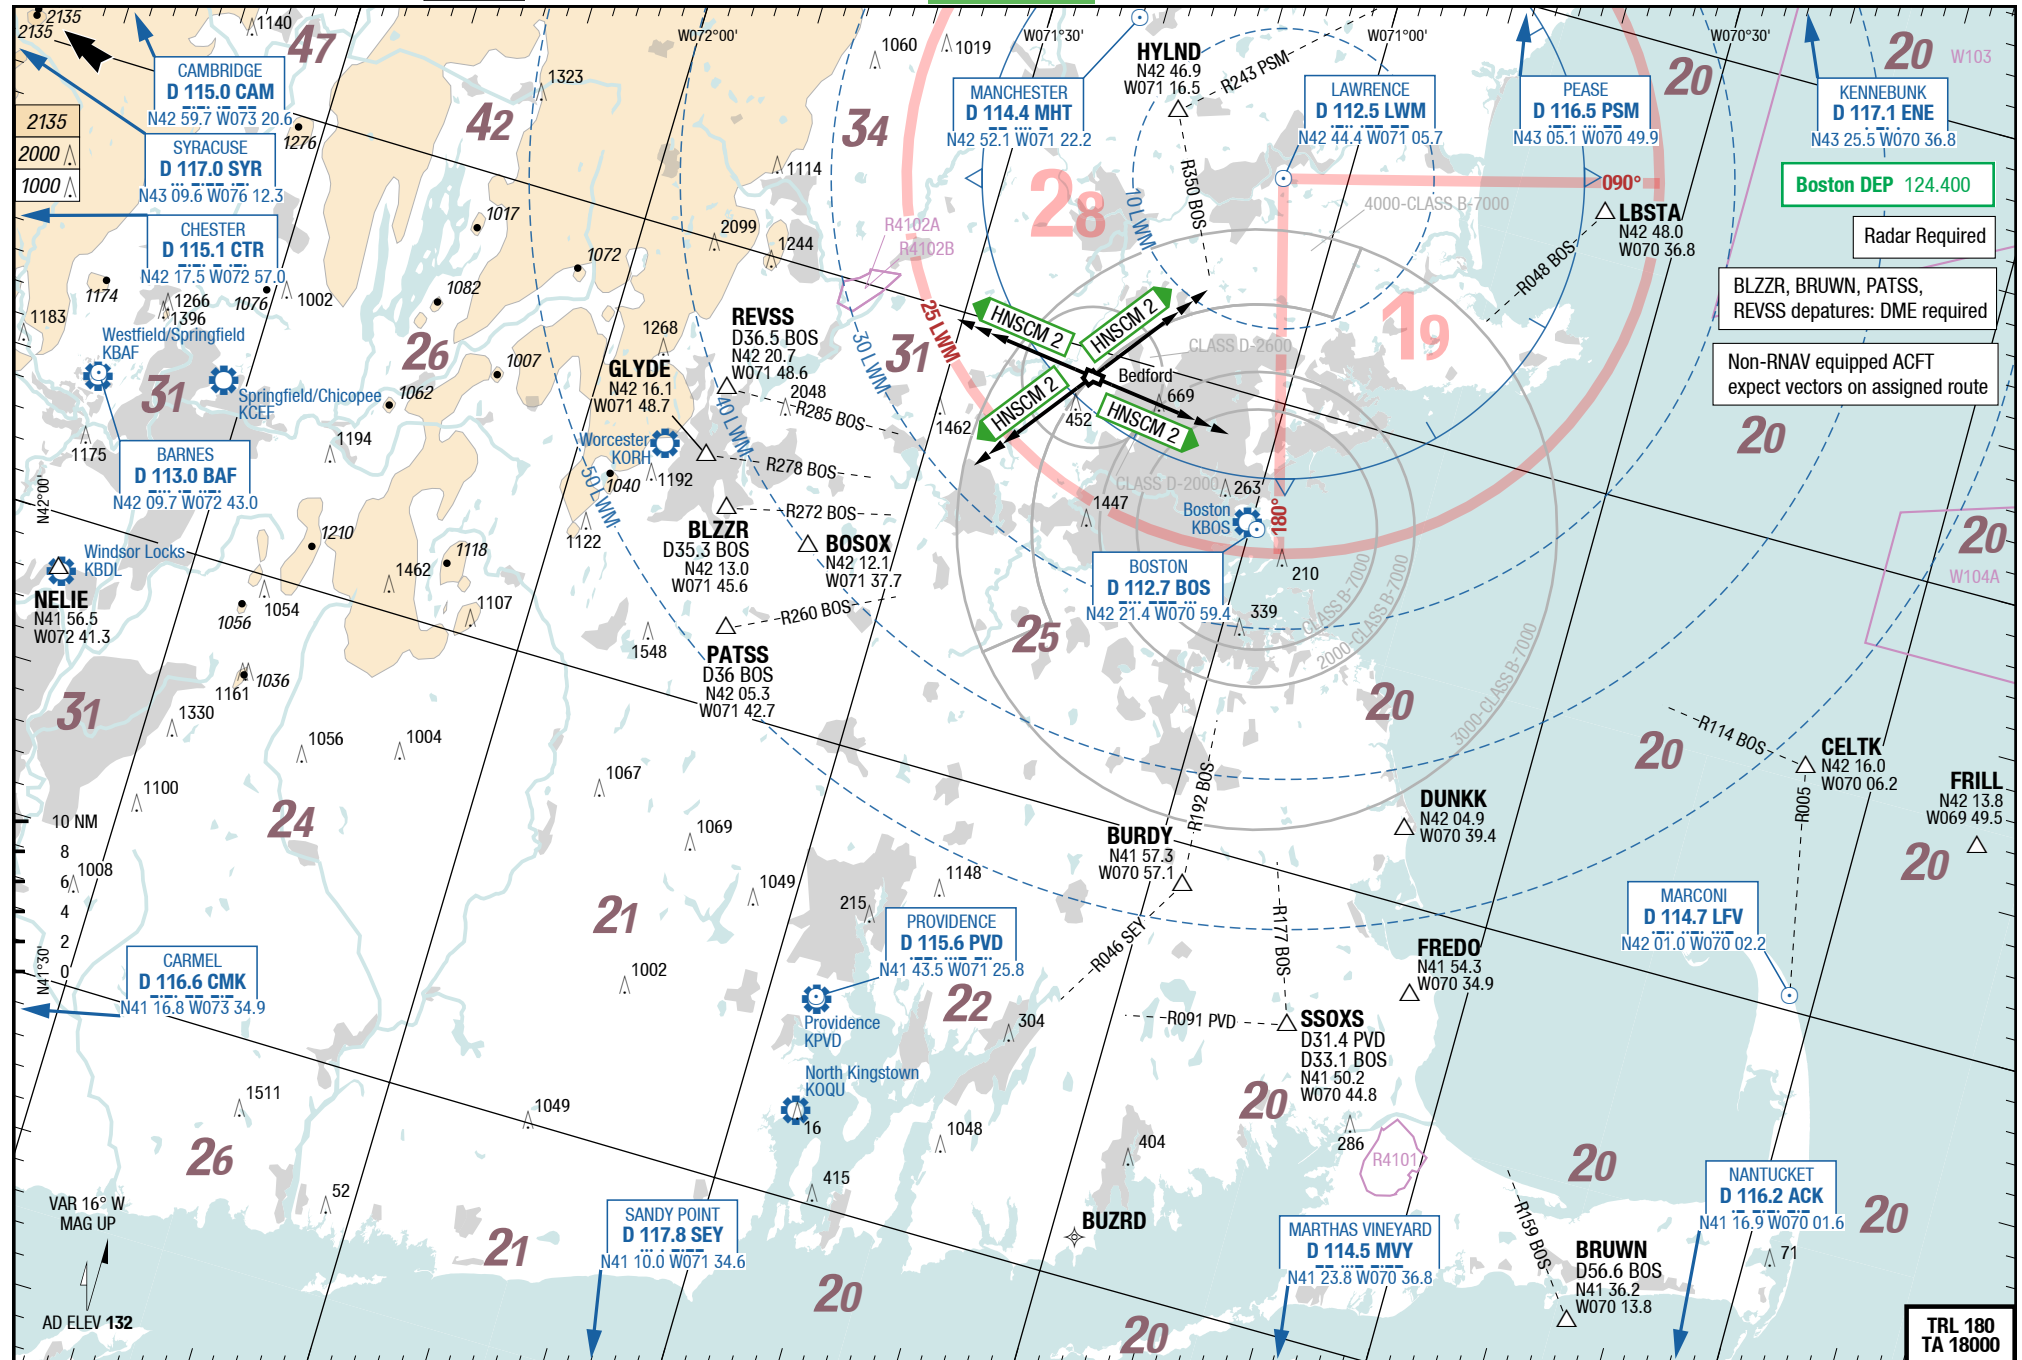 2135
2135
1140
47
CAMBRIDGE
D 115.0 CAM
N42 59.7 W073 20.6
1276
2135
2000
1000
SYRACUSE
D 117.0 SYR
N43 09.6 W076 12.3
CHESTER
D 115.1 CTR
N42 17.5 W072 57.0
1323
42
1017
1072
1082
1174
1266
1396
1076
1002
1183
Westfield/Springfield
KBAF
31
Springfield/Chicopee
KCEF
26
1007
1062
1175
1194
BARNES
D 113.0 BAF
N42 09.7 W072 43.0
N42°00'
W072°00'
1060
1019
34
1114
2099
1244
R4102A
R4102B
1268
REVSS
D36.5 BOS
N42 20.7
W071 48.6
2048
R285 BOS
GLYDE
N42 16.1
W071 48.7
Worcester
KORH
1040
1192
R278 BOS
R272 BOS
BLZZR
D35.3 BOS
N42 13.0
W071 45.6
BOSOX
N42 12.1
W071 37.7
R260 BOS
PATSS
D36 BOS
N42 05.3
W071 42.7
1122
1548
50 LWM
40 LWM
30 LWM
25 LWM
10 LWM
31
W071°30'
HYLND
N42 46.9
W071 16.5
R243 PSM
R350 BOS
MANCHESTER
D 114.4 MHT
N42 52.1 W071 22.2
28
LAWRENCE
D 112.5 LWM
N42 44.4 W071 05.7
W071°00'
PEASE
D 116.5 PSM
N43 05.1 W070 49.9
20
W070°30'
20
W103
KENNEBUNK
D 117.1 ENE
N43 25.5 W070 36.8
Boston DEP 124.400
Radar Required
BLZZR, BRUWN, PATSS,
REVSS depatures: DME required
Non-RNAV equipped ACFT
expect vectors on assigned route
090°
180°
LBSTA
N42 48.0
W070 36.8
R048 BOS
4000-CLASS B-7000
19
HNSCM 2
HNSCM 2
HNSCM 2
HNSCM 2
CLASS D-2600
Bedford
669
452
1462
CLASS D-2000
263
1447
Boston
KBOS
BOSTON
D 112.7 BOS
N42 21.4 W070 59.4
210
339
CLASS B-7000
2000-CLASS B-7000
3000-CLASS B-7000
25
20
20
20
W104A
Windsor Locks
KBDL
NELIE
N41 56.5
W072 41.3
1210
1118
1462
1054
1056
1107
1161
1036
31
1330
1056
1004
1100
24
1067
1069
10 NM
8
6
4
2
0
1008
N41°30'
CARMEL
D 116.6 CMK
N41 16.8 W073 34.9
21
1049
1002
1148
215
PROVIDENCE
D 115.6 PVD
N41 43.5 W071 25.8
Providence
KPVD
22
304
North Kingstown
KOQU
16
BURDY
N41 57.3
W070 57.1
R192 BOS
R046 SEY
R177 BOS
R091 PVD
DUNKK
N42 04.9
W070 39.4
FREDO
N41 54.3
W070 34.9
SSOXS
D31.4 PVD
D33.1 BOS
N41 50.2
W070 44.8
20
R114 BOS
CELTK
N42 16.0
W070 06.2
R005
FRILL
N42 13.8
W069 49.5
20
MARCONI
D 114.7 LFV
N42 01.0 W070 02.2
1511
1049
26
52
21
VAR 16° W
MAG UP
AD ELEV 132
SANDY POINT
D 117.8 SEY
N41 10.0 W071 34.6
415
1048
404
20
BUZRD
20
20
286
R4101
MARTHAS VINEYARD
D 114.5 MVY
N41 23.8 W070 36.8
20
R159 BOS
BRUWN
D56.6 BOS
N41 36.2
W070 13.8
NANTUCKET
D 116.2 ACK
N41 16.9 W070 01.6
71
20
TRL 180
TA 18000